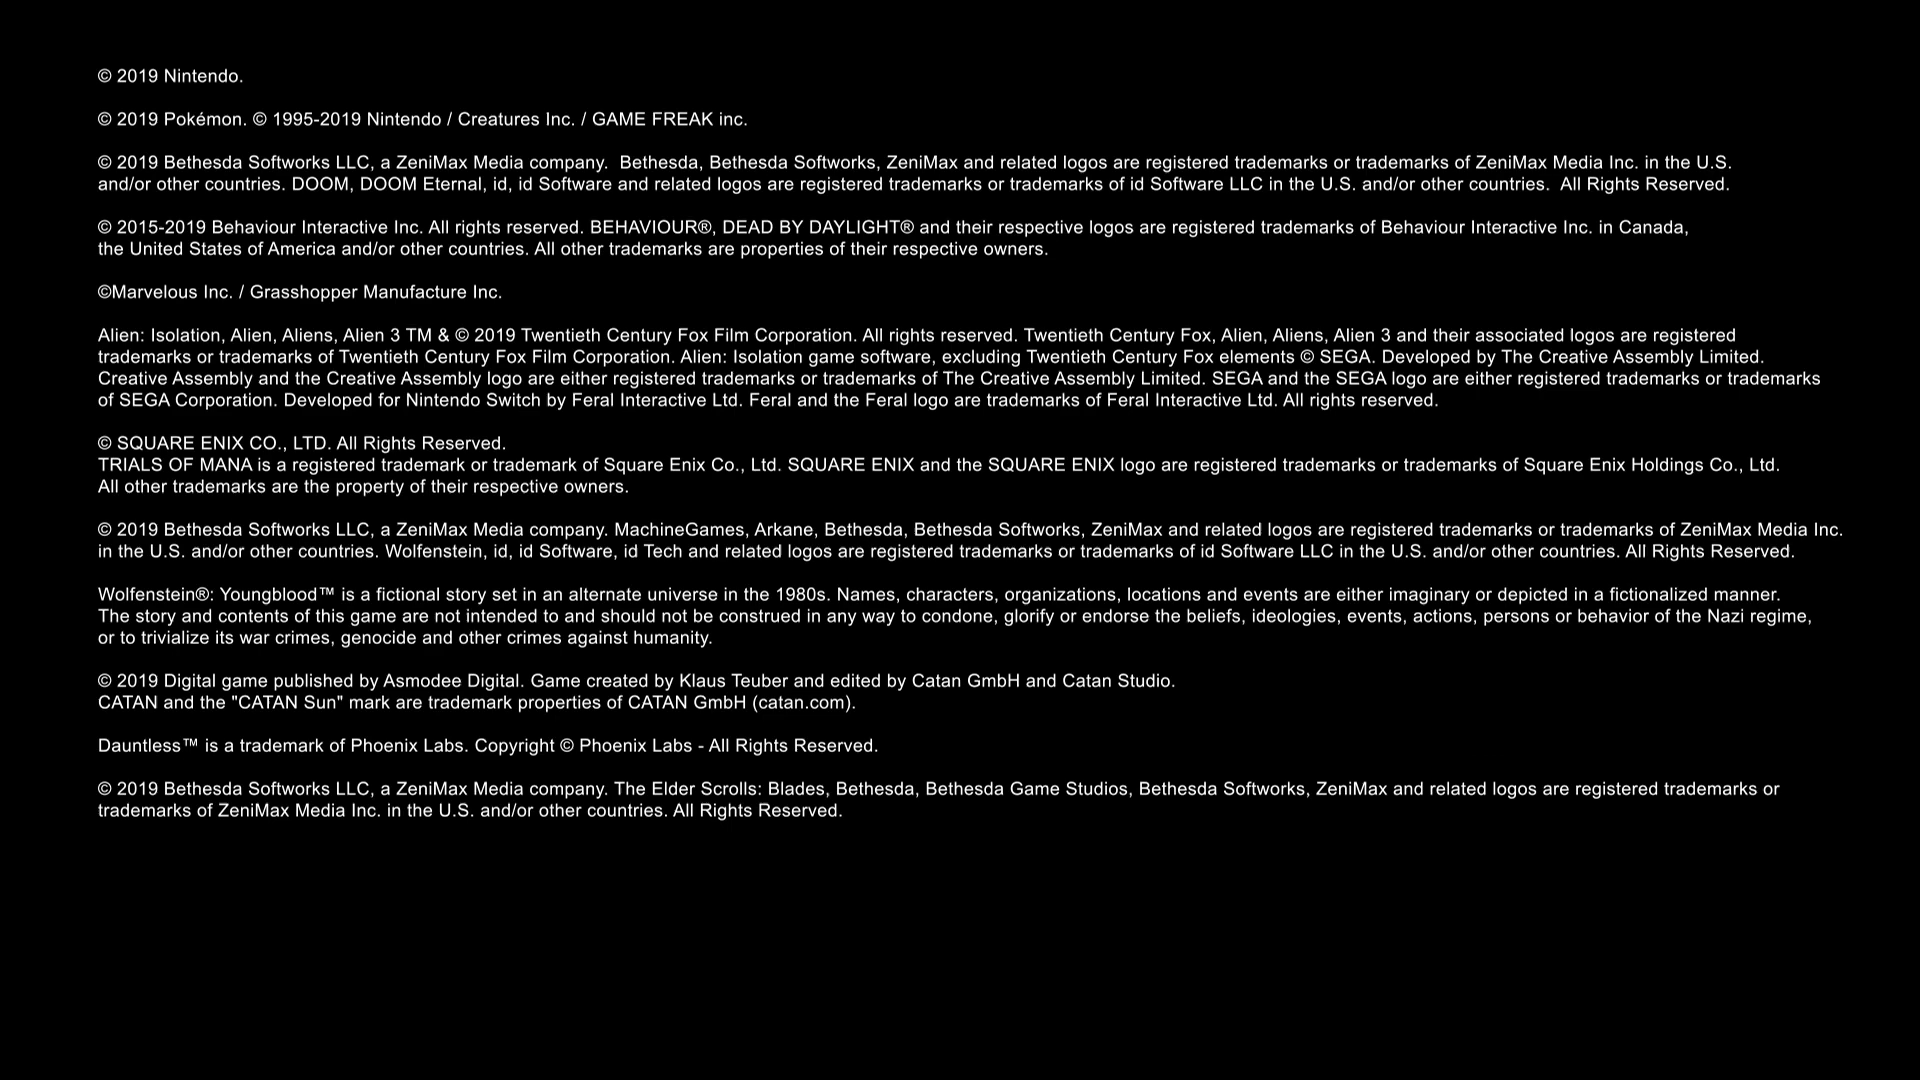 © 2019 Nintendo.
© 2019 Pokémon. © 1995-2019 Nintendo / Creatures Inc. / GAME FREAK inc.
© 2019 Bethesda Softworks LLC, a ZeniMax Media company.  Bethesda, Bethesda Softworks, ZeniMax and related logos are registered trademarks or trademarks of ZeniMax Media Inc. in the U.S.
and/or other countries. DOOM, DOOM Eternal, id, id Software and related logos are registered trademarks or trademarks of id Software LLC in the U.S. and/or other countries.  All Rights Reserved.
© 2015-2019 Behaviour Interactive Inc. All rights reserved. BEHAVIOUR®, DEAD BY DAYLIGHT® and their respective logos are registered trademarks of Behaviour Interactive Inc. in Canada,
the United States of America and/or other countries. All other trademarks are properties of their respective owners.
©Marvelous Inc. / Grasshopper Manufacture Inc.
Alien: Isolation, Alien, Aliens, Alien 3 TM & © 2019 Twentieth Century Fox Film Corporation. All rights reserved. Twentieth Century Fox, Alien, Aliens, Alien 3 and their associated logos are registered
trademarks or trademarks of Twentieth Century Fox Film Corporation. Alien: Isolation game software, excluding Twentieth Century Fox elements © SEGA. Developed by The Creative Assembly Limited.
Creative Assembly and the Creative Assembly logo are either registered trademarks or trademarks of The Creative Assembly Limited. SEGA and the SEGA logo are either registered trademarks or trademarks
of SEGA Corporation. Developed for Nintendo Switch by Feral Interactive Ltd. Feral and the Feral logo are trademarks of Feral Interactive Ltd. All rights reserved.
© SQUARE ENIX CO., LTD. All Rights Reserved.
TRIALS OF MANA is a registered trademark or trademark of Square Enix Co., Ltd. SQUARE ENIX and the SQUARE ENIX logo are registered trademarks or trademarks of Square Enix Holdings Co., Ltd.
All other trademarks are the property of their respective owners.
© 2019 Bethesda Softworks LLC, a ZeniMax Media company. MachineGames, Arkane, Bethesda, Bethesda Softworks, ZeniMax and related logos are registered trademarks or trademarks of ZeniMax Media Inc.
in the U.S. and/or other countries. Wolfenstein, id, id Software, id Tech and related logos are registered trademarks or trademarks of id Software LLC in the U.S. and/or other countries. All Rights Reserved.
Wolfenstein®: Youngblood™ is a fictional story set in an alternate universe in the 1980s. Names, characters, organizations, locations and events are either imaginary or depicted in a fictionalized manner.
The story and contents of this game are not intended to and should not be construed in any way to condone, glorify or endorse the beliefs, ideologies, events, actions, persons or behavior of the Nazi regime,
or to trivialize its war crimes, genocide and other crimes against humanity.
© 2019 Digital game published by Asmodee Digital. Game created by Klaus Teuber and edited by Catan GmbH and Catan Studio.
CATAN and the "CATAN Sun" mark are trademark properties of CATAN GmbH (catan.com).
Dauntless™ is a trademark of Phoenix Labs. Copyright © Phoenix Labs - All Rights Reserved.
© 2019 Bethesda Softworks LLC, a ZeniMax Media company. The Elder Scrolls: Blades, Bethesda, Bethesda Game Studios, Bethesda Softworks, ZeniMax and related logos are registered trademarks or
trademarks of ZeniMax Media Inc. in the U.S. and/or other countries. All Rights Reserved.